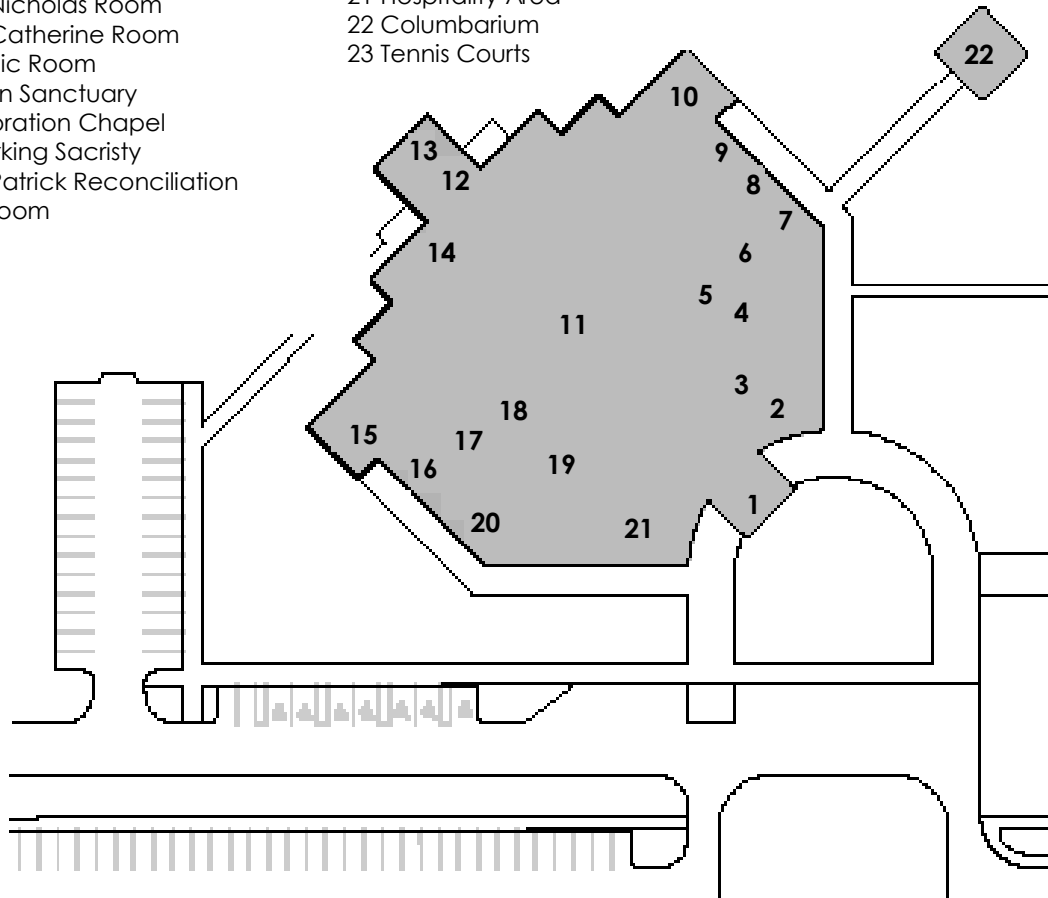 Nicholas Room
Catherine Room
ic Room
n Sanctuary
oration Chapel
king Sacristy
Patrick Reconciliation
oom
22 Columbarium
23 Tennis Courts
22
10
13
9
12
8
7
14
6
5
4
11
3
18
2
15
17
16
19
1
20
21